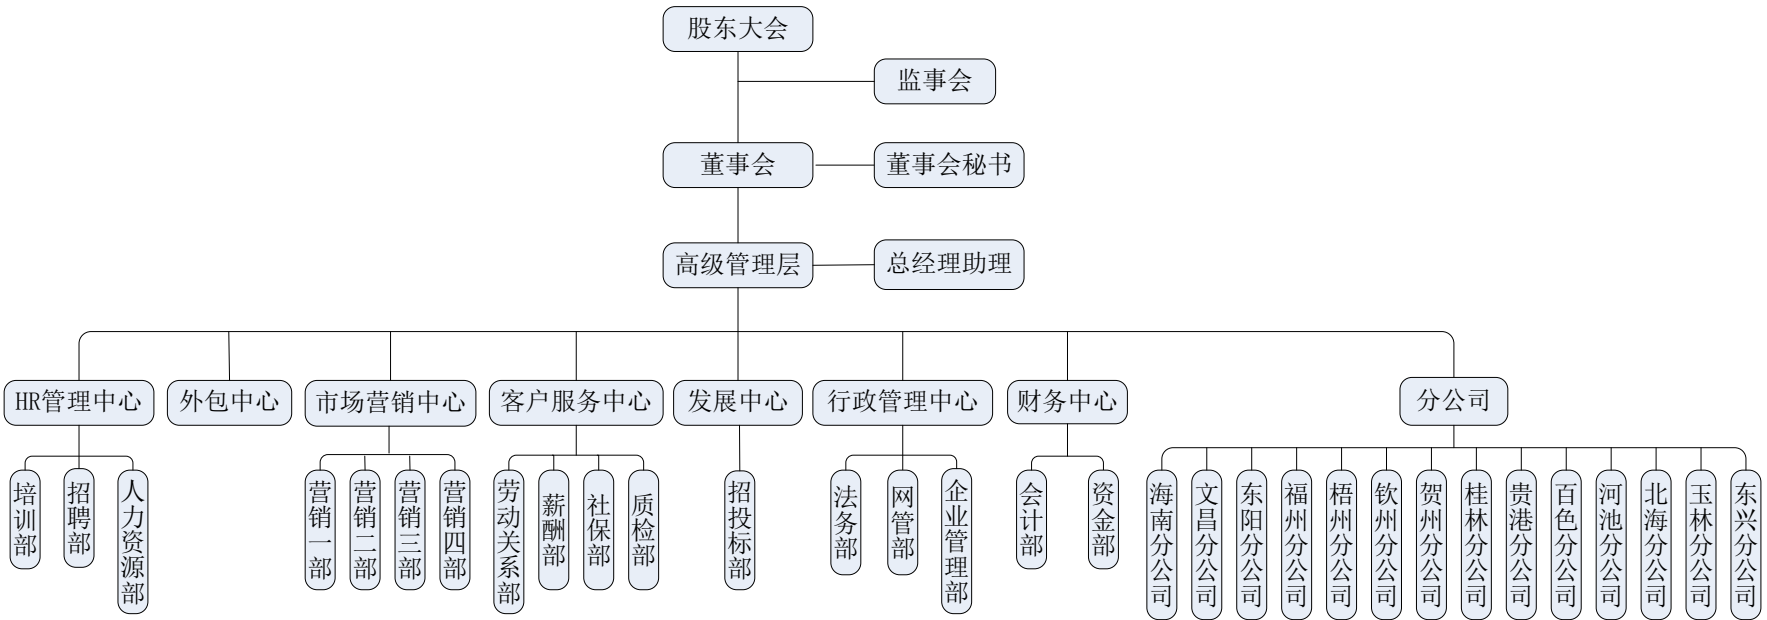 股东大会
监事会
董事会
董事会秘书
高级管理层
总经理助理
HR管理中心
外包中心
市场营销中心
客户服务中心
发展中心
行政管理中心
财务中心
分公司
培训部
招聘部
人力资源部
营销一部
营销二部
营销三部
营销四部
劳动关系部
薪酬部
社保部
质检部
招投标部
法务部
网管部
企业管理部
会计部
资金部
海南分公司
文昌分公司
东阳分公司
福州分公司
梧州分公司
钦州分公司
贺州分公司
桂林分公司
贵港分公司
百色分公司
河池分公司
北海分公司
玉林分公司
东兴分公司